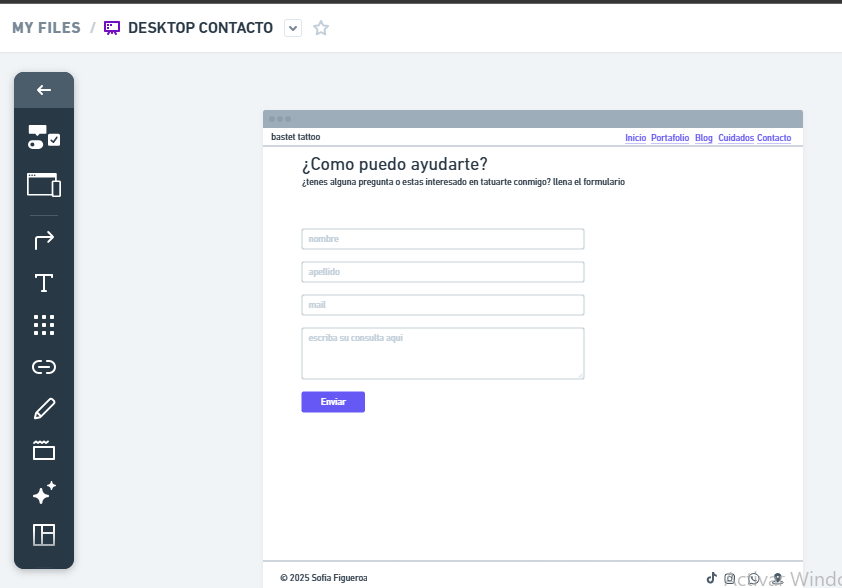 MY FILES / DESKTOP CONTACTO
bastet tattoo
Inicio Portafolio Blog Cuidados Contacto
¿Como puedo ayudarte?
¿tenes alguna pregunta o estas interesado en tatuarte conmigo? llena el formulario
nombre
apellido
mail
escriba su consulta aqui
Enviar
© 2025 Sofia Figueroa
Activar Windo